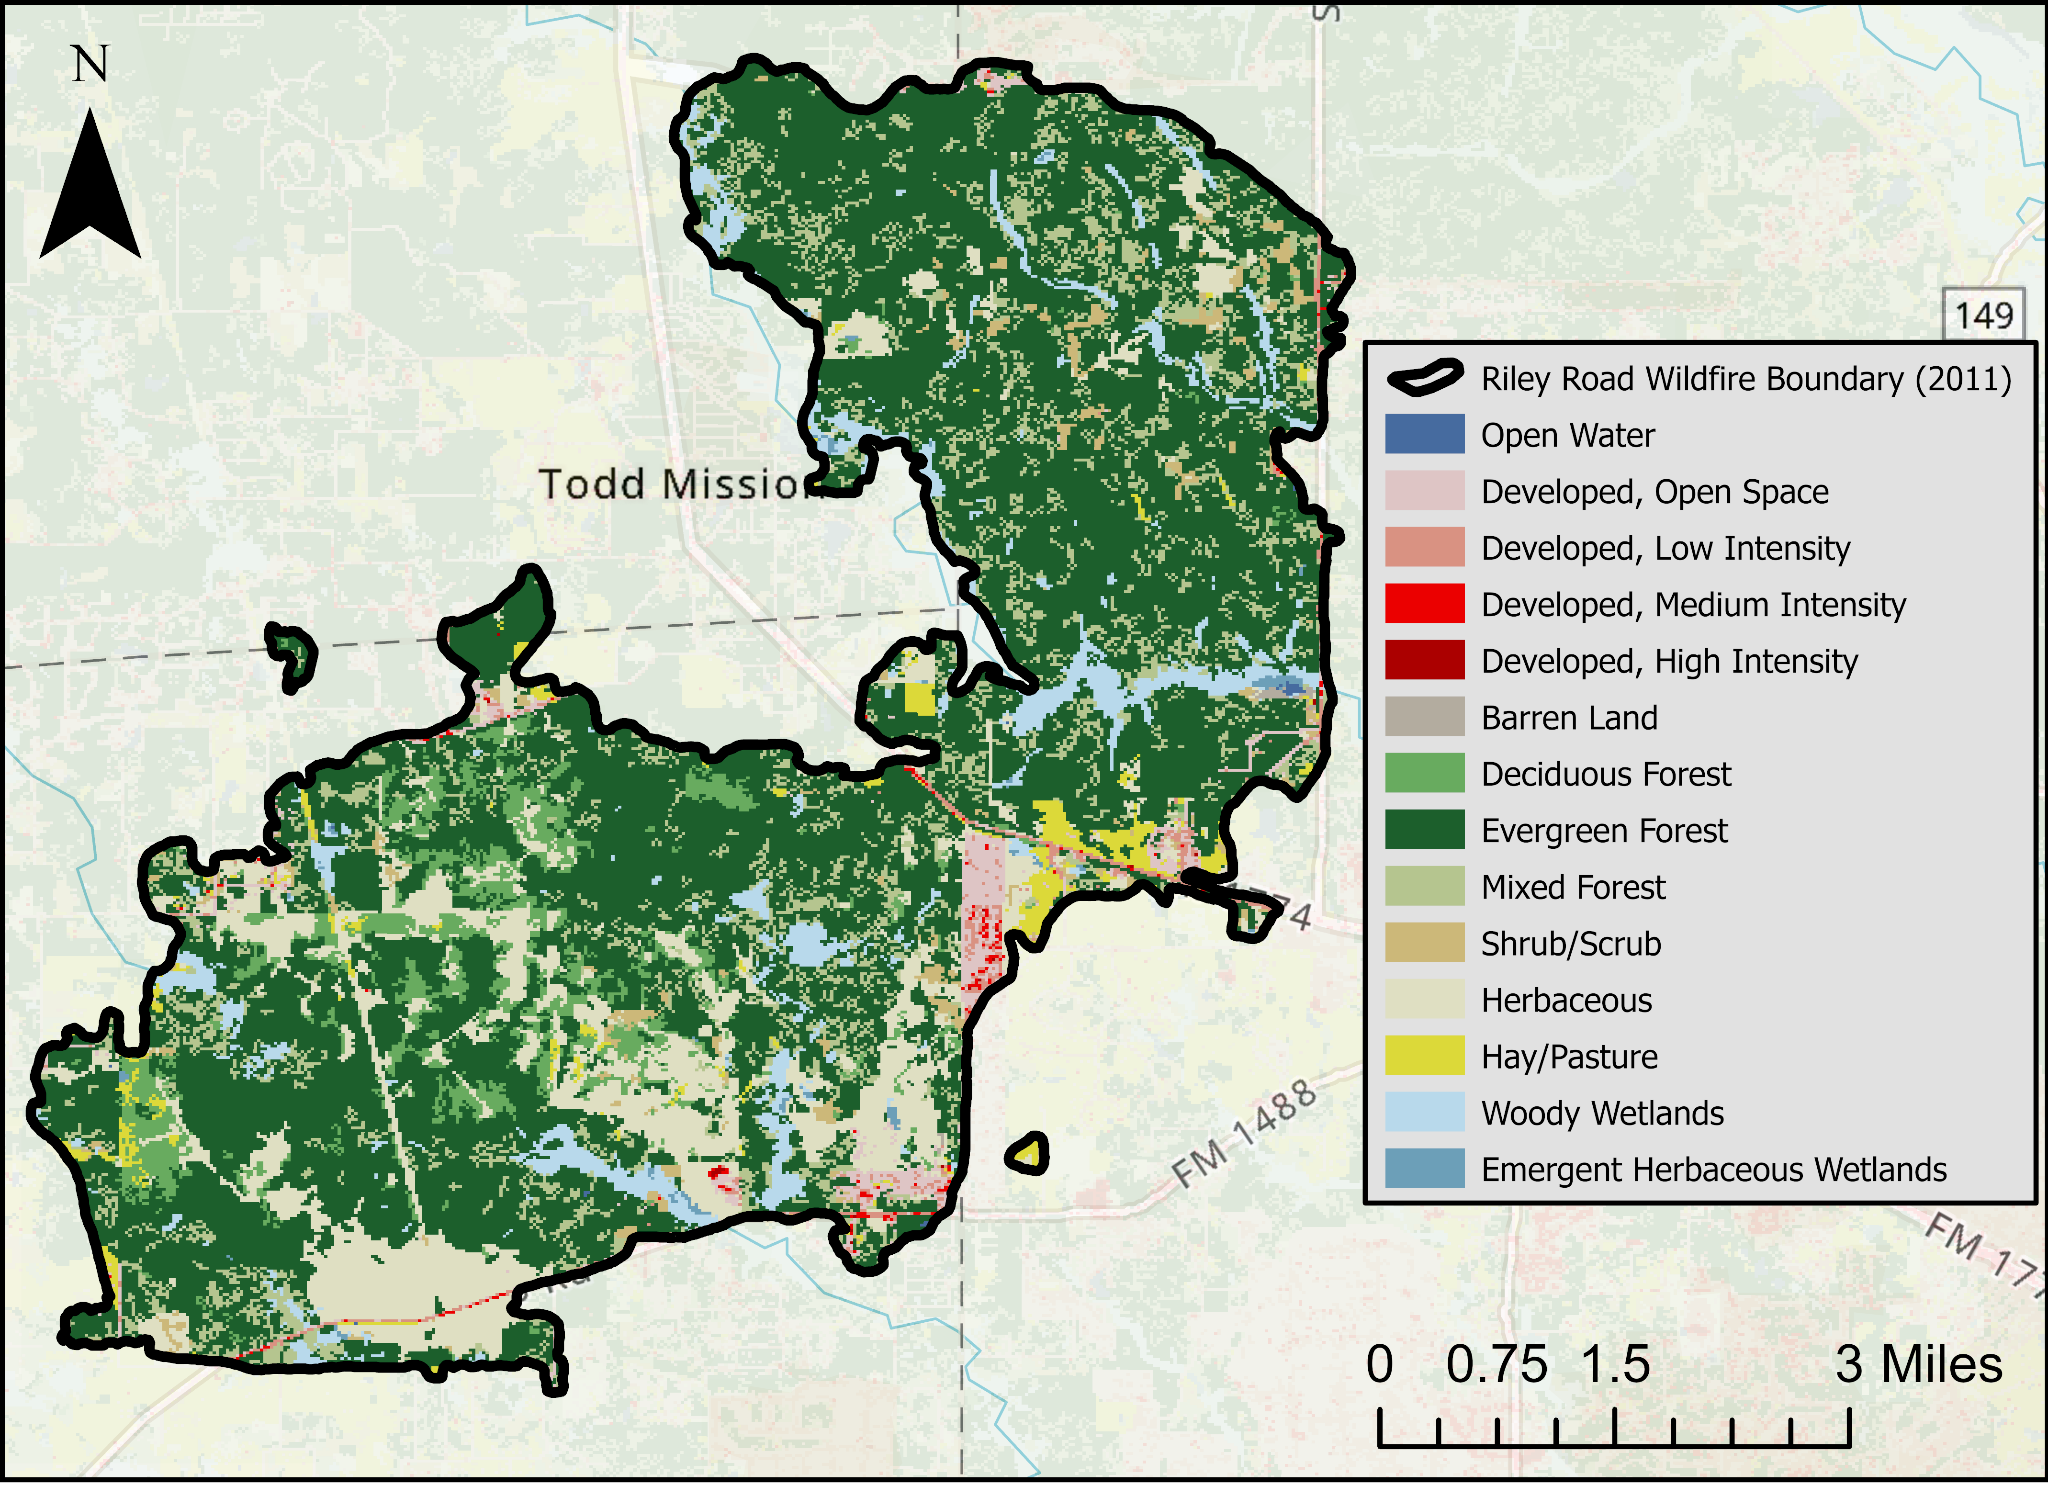 N
S
149
Todd Mission
Riley Road Wildfire Boundary (2011)
Open Water
Developed, Open Space
Developed, Low Intensity
Developed, Medium Intensity
Developed, High Intensity
Barren Land
Deciduous Forest
Evergreen Forest
Mixed Forest
Shrub/Scrub
Herbaceous
Hay/Pasture
Woody Wetlands
Emergent Herbaceous Wetlands
FM 1488
FM 177
0 0.75 1.5 3 Miles